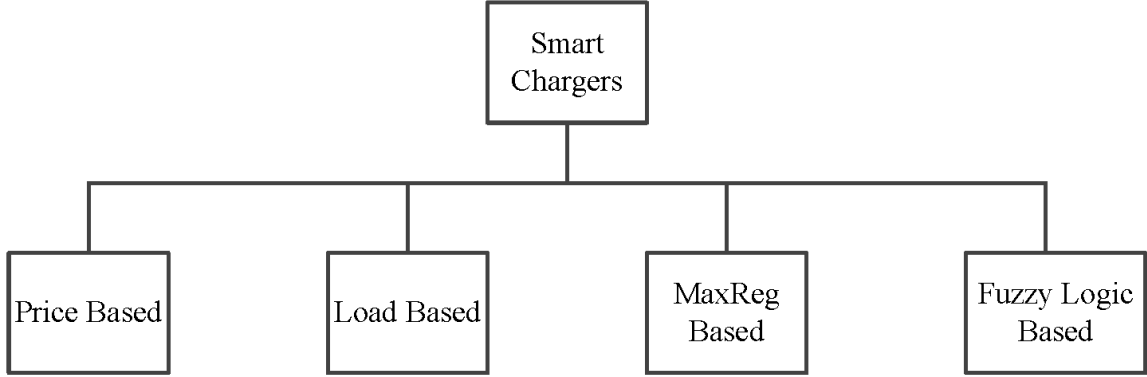 Smart
Chargers
Price Based
Load Based
MaxReg
Based
Fuzzy Logic
Based